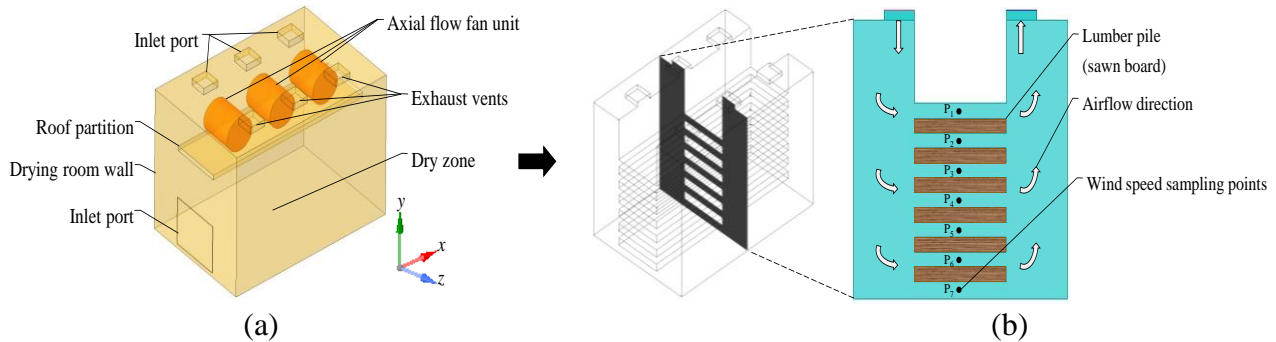 Inlet port
Axial flow fan unit
Exhaust vents
Roof partition
Drying room wall
Dry zone
Inlet port
y
x
z
(a)
Lumber pile
(sawn board)
Airflow direction
Wind speed sampling points
P1
P2
P3
P4
P5
P6
P7
(b)